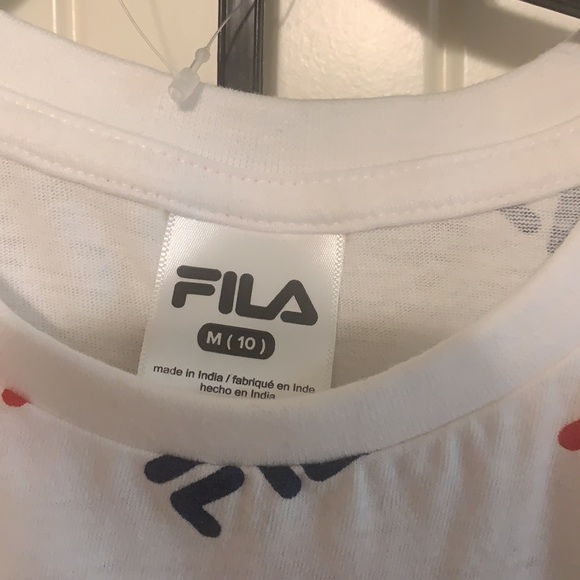 FILA
M ( 10 )
made in India / fabriqué en Inde
hecho en India